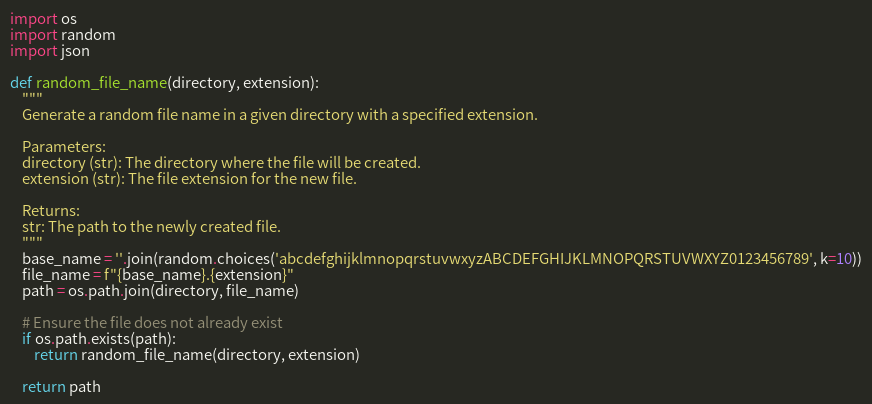 import os
import random
import json
def random_file_name(directory, extension):
"""
Generate a random file name in a given directory with a specified extension.
Parameters:
directory (str): The directory where the file will be created.
extension (str): The file extension for the new file.
Returns:
str: The path to the newly created file.
"""
base_name = ''.join(random.choices('abcdefghijklmnopqrstuvwxyzABCDEFGHIJKLMNOPQRSTUVWXYZ0123456789', k=10))
file_name = f"{base_name}.{extension}"
path = os.path.join(directory, file_name)
# Ensure the file does not already exist
if os.path.exists(path):
return random_file_name(directory, extension)
return path